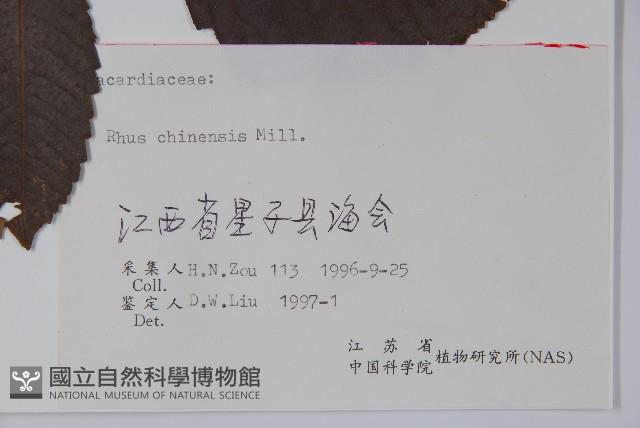 acardiaceae:
Rhus chinensis Mill.
江西省星子县海会
采集人 H.N.Zou 113 1996-9-25
Coll.
鉴定人 D.W.Liu 1997-1
Det.
江苏省
中国科学院 植物研究所(NAS)
國立自然科學博物館
NATIONAL MUSEUM OF NATURAL SCIENCE